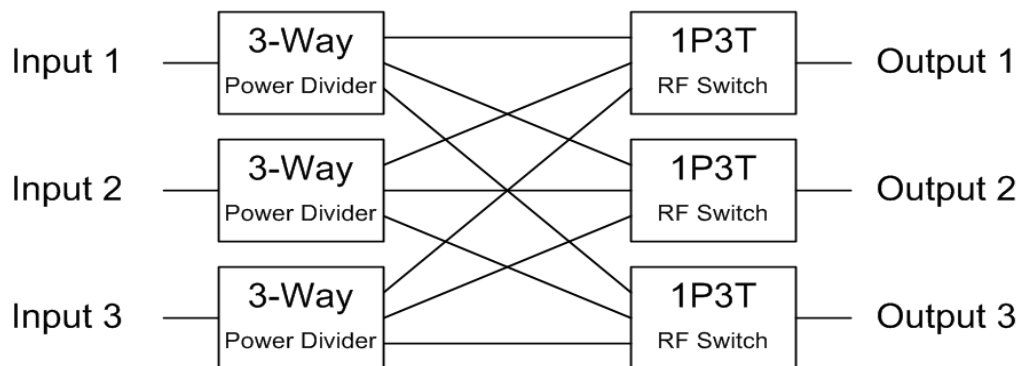 Input 1
3-Way
Power Divider
1P3T
RF Switch
Output 1
Input 2
3-Way
Power Divider
1P3T
RF Switch
Output 2
Input 3
3-Way
Power Divider
1P3T
RF Switch
Output 3